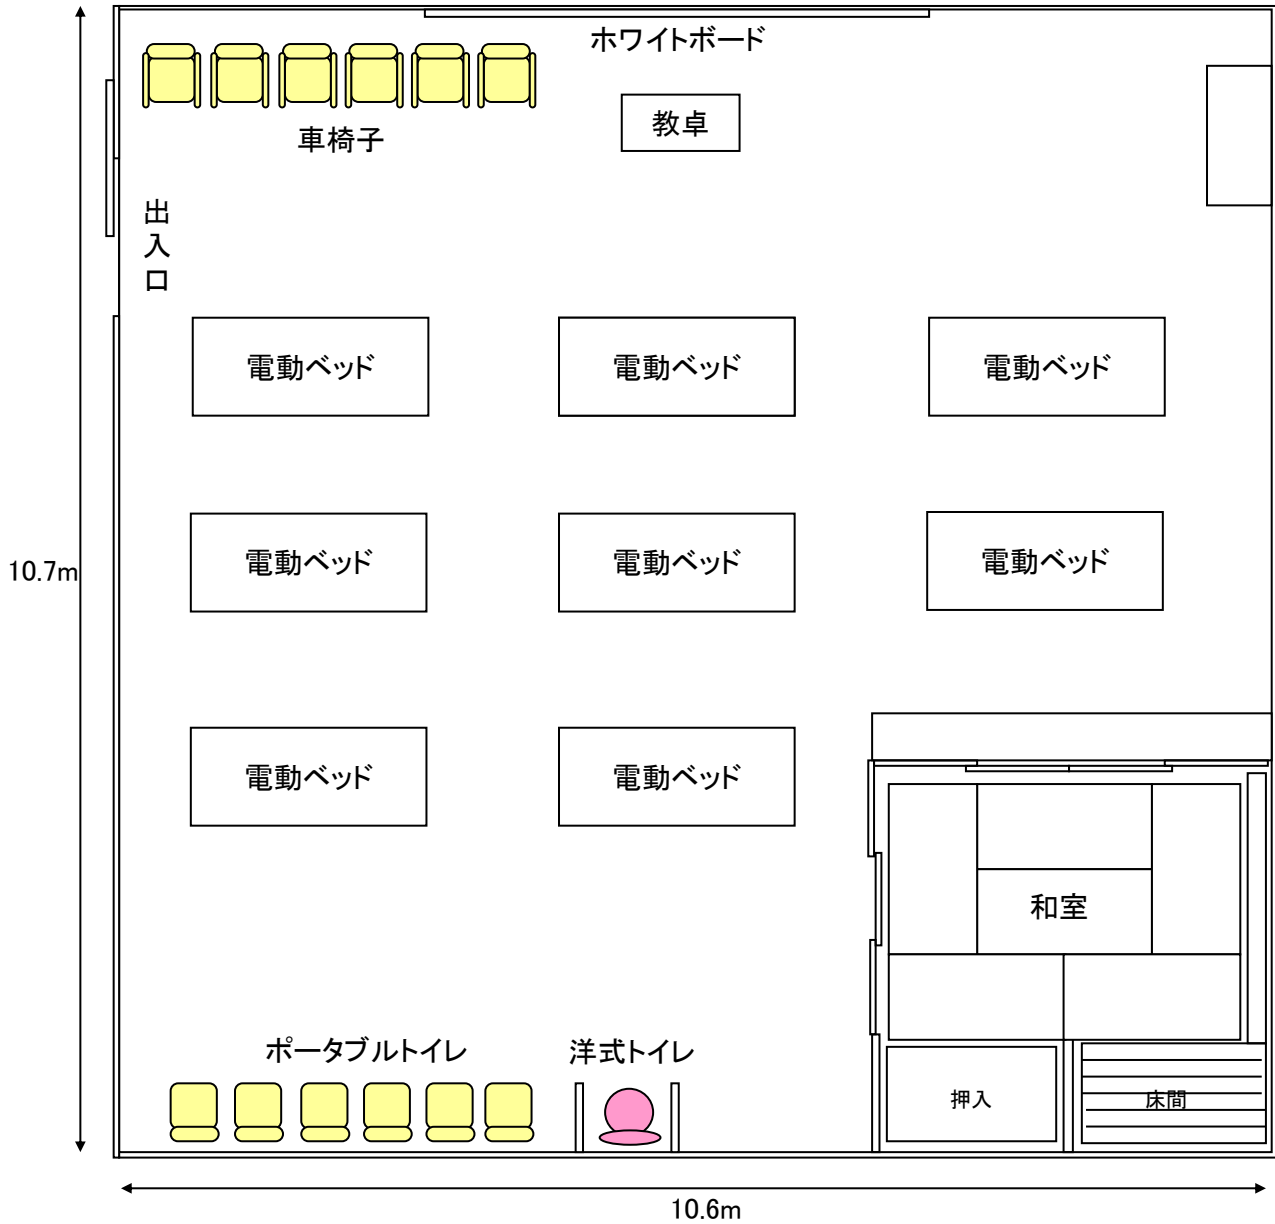 ホワイトボード
教卓
車椅子
出入口
電動ベッド
電動ベッド
電動ベッド
10.7m
電動ベッド
電動ベッド
電動ベッド
電動ベッド
電動ベッド
和室
ポータブルトイレ
洋式トイレ
押入
床間
10.6m